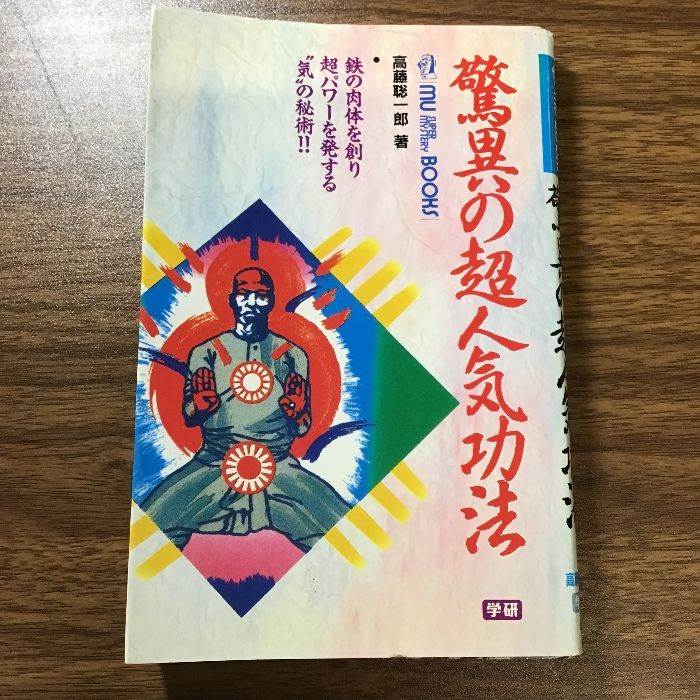 驚異の超人気功法
MU SUPER MYSTERY BOOKS
高藤聡一郎 著
鉄の肉体を創り
超パワーを発する
“気”の秘術!!
学研